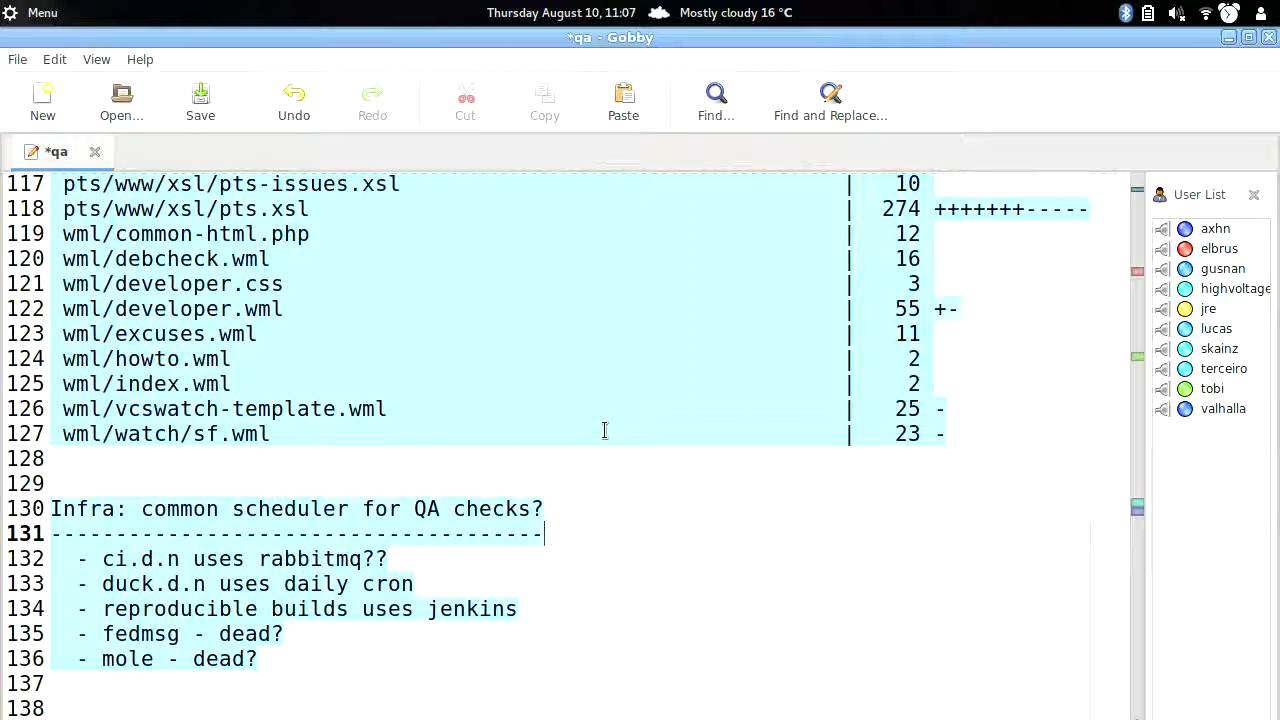 Menu Thursday August 10, 11:07 Mostly cloudy 16 °C
*qa - Gobby
File Edit View Help
New Open... Save Undo Redo Cut Copy Paste Find... Find and Replace...
*qa
117 pts/www/xsl/pts-issues.xsl | 10
118 pts/www/xsl/pts.xsl | 274 +++++++-----
119 wml/common-html.php | 12
120 wml/debcheck.wml | 16
121 wml/developer.css | 3
122 wml/developer.wml | 55 +-
123 wml/excuses.wml | 11
124 wml/howto.wml | 2
125 wml/index.wml | 2
126 wml/vcswatch-template.wml | 25 -
127 wml/watch/sf.wml | 23 -
128
129
130 Infra: common scheduler for QA checks?
131 --------------------------------------
132 - ci.d.n uses rabbitmq??
133 - duck.d.n uses daily cron
134 - reproducible builds uses jenkins
135 - fedmsg - dead?
136 - mole - dead?
137
138
User List
axhn
elbrus
gusnan
highvoltage
jre
lucas
skainz
terceiro
tobi
valhalla